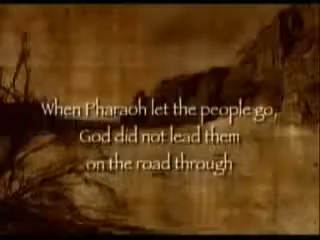 When Pharaoh let the people go,
God did not lead them
on the road through